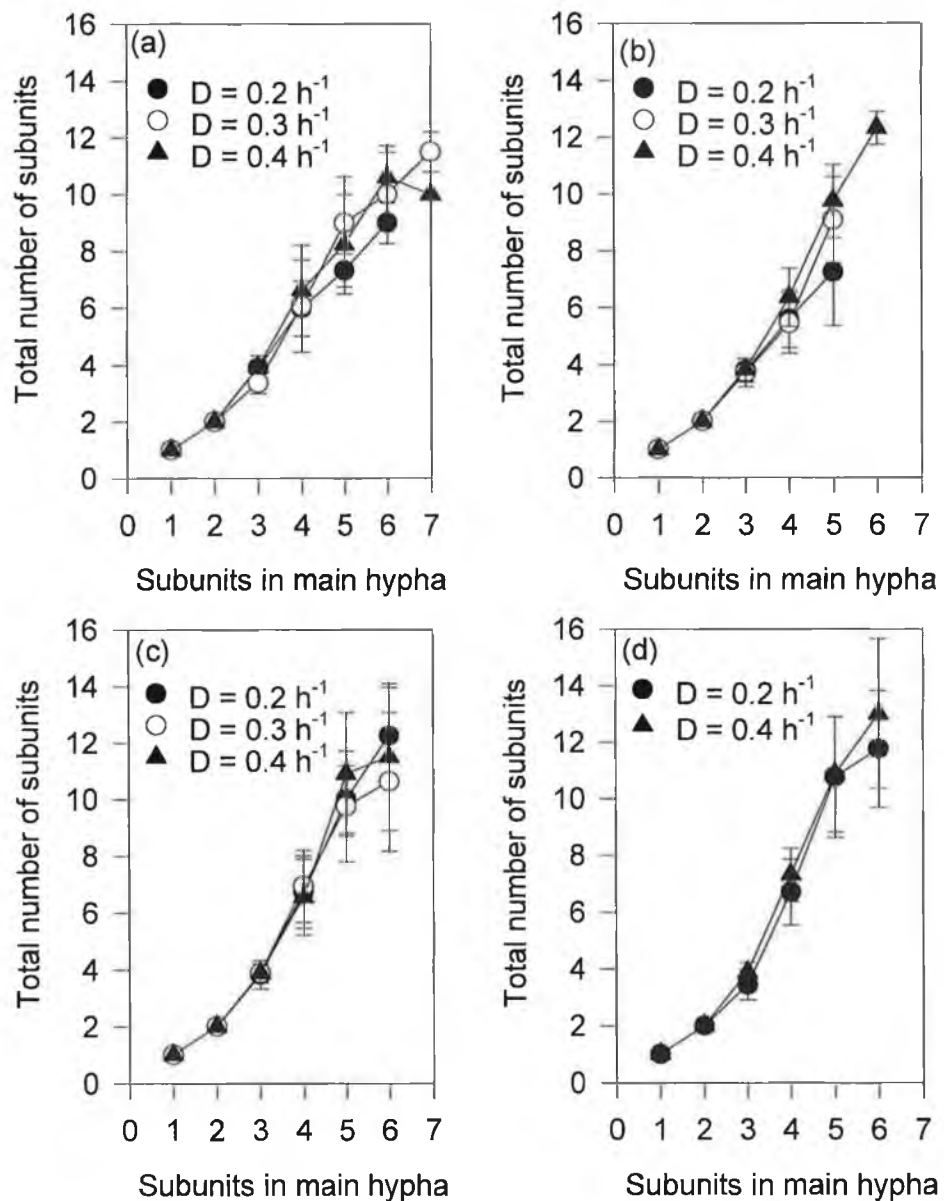 (a)
D = 0.2 h⁻¹
D = 0.3 h⁻¹
D = 0.4 h⁻¹
Total number of subunits
16
14
12
10
8
6
4
2
0
0 1 2 3 4 5 6 7
Subunits in main hypha
(b)
D = 0.2 h⁻¹
D = 0.3 h⁻¹
D = 0.4 h⁻¹
Total number of subunits
16
14
12
10
8
6
4
2
0
0 1 2 3 4 5 6 7
Subunits in main hypha
(c)
D = 0.2 h⁻¹
D = 0.3 h⁻¹
D = 0.4 h⁻¹
Total number of subunits
16
14
12
10
8
6
4
2
0
0 1 2 3 4 5 6 7
Subunits in main hypha
(d)
D = 0.2 h⁻¹
D = 0.4 h⁻¹
Total number of subunits
16
14
12
10
8
6
4
2
0
0 1 2 3 4 5 6 7
Subunits in main hypha